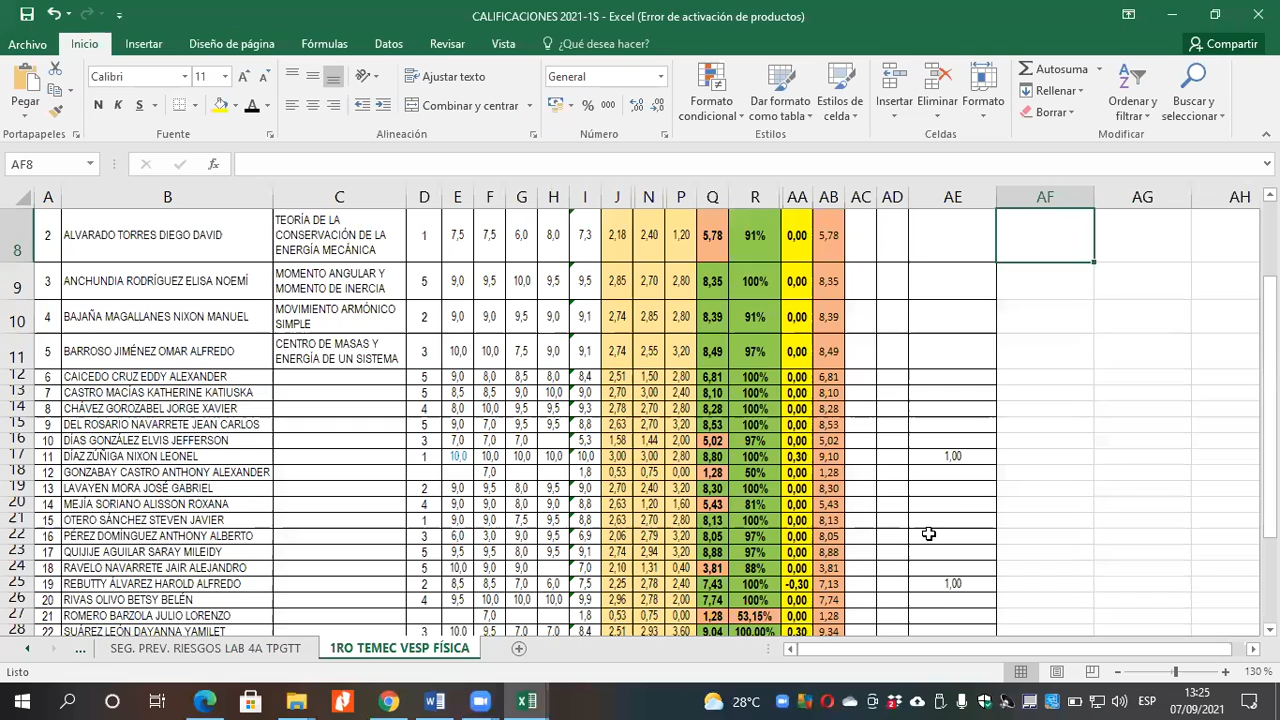 CALIFICACIONES 2021-1S - Excel (Error de activación de productos)
Archivo Inicio Insertar Diseño de página Fórmulas Datos Revisar Vista ¿Qué desea hacer? Compartir
Pegar Calibri 11 Ajustar texto Combinar y centrar General Formato condicional Dar formato como tabla Estilos de celda Insertar Eliminar Formato Autosuma Rellenar Borrar Ordenar y filtrar Buscar y seleccionar
Portapapeles Fuente Alineación Número Estilos Celdas Modificar
AF8
A B C D E F G H I J N P Q R AA AB AC AD AE AF AG AH
8 2 ALVARADO TORRES DIEGO DAVID TEORÍA DE LA CONSERVACIÓN DE LA ENERGÍA MECÁNICA 1 7,5 7,5 6,0 8,0 7,3 2,18 2,40 1,20 5,78 91% 0,00 5,78
9 3 ANCHUNDIA RODRÍGUEZ ELISA NOEMÍ MOMENTO ANGULAR Y MOMENTO DE INERCIA 5 9,0 9,5 10,0 9,5 9,5 2,85 2,70 2,80 8,35 100% 0,00 8,35
10 4 BAJAÑA MAGALLANES NIXON MANUEL MOVIMIENTO ARMÓNICO SIMPLE 2 9,0 9,0 9,5 9,0 9,1 2,74 2,85 2,80 8,39 91% 0,00 8,39
11 5 BARROSO JIMÉNEZ OMAR ALFREDO CENTRO DE MASAS Y ENERGÍA DE UN SISTEMA 3 10,0 10,0 7,5 9,0 9,1 2,74 2,55 3,20 8,49 97% 0,00 8,49
12 6 CAICEDO CRUZ EDDY ALEXANDER 5 9,0 8,0 8,5 8,0 8,4 2,51 1,50 2,80 6,81 100% 0,00 6,81
13 7 CASTRO MACÍAS KATHERINE KATIUSKA 5 8,5 8,5 9,0 10,0 9,0 2,70 3,00 2,40 8,10 100% 0,00 8,10
14 8 CHÁVEZ GOROZABEL JORGE XAVIER 4 8,0 10,0 9,5 9,5 9,3 2,78 2,70 2,80 8,28 100% 0,00 8,28
15 9 DEL ROSARIO NAVARRETE JEAN CARLOS 5 9,0 7,0 9,5 9,5 8,8 2,63 2,70 3,20 8,53 100% 0,00 8,53
16 10 DÍAS GONZÁLEZ ELVIS JEFFERSON 3 7,0 7,0 7,0 5,3 1,58 1,44 2,00 5,02 97% 0,00 5,02
17 11 DÍAZ ZÚÑIGA NIXON LEONEL 1 10,0 10,0 10,0 10,0 10,0 3,00 3,00 2,80 8,80 100% 0,30 9,10 1,00
18 12 GONZABAY CASTRO ANTHONY ALEXANDER 7,0 1,8 0,53 0,75 0,00 1,28 50% 0,00 1,28
19 13 LAVAYEN MORA JOSÉ GABRIEL 2 9,0 9,0 8,0 10,0 9,0 2,70 2,40 3,20 8,30 100% 0,00 8,30
20 14 MEJÍA SORIANO ALISSON ROXANA 4 9,0 9,0 8,0 9,0 8,8 2,63 1,20 1,60 5,43 81% 0,00 5,43
21 15 OTERO SÁNCHEZ STEVEN JAVIER 1 9,0 9,0 7,5 9,5 8,8 2,63 2,70 2,80 8,13 100% 0,00 8,13
22 16 PÉREZ DOMÍNGUEZ ANTHONY ALBERTO 3 6,0 3,0 9,0 9,5 6,9 2,06 2,79 3,20 8,05 97% 0,00 8,05
23 17 QUIJIJE AGUILAR SARAY MILEIDY 5 9,5 9,5 8,0 9,5 9,1 2,74 2,94 3,20 8,88 97% 0,00 8,88
24 18 RAVELO NAVARRETE JAIR ALEJANDRO 5 10,0 9,0 9,0 7,0 2,10 1,31 0,40 3,81 88% 0,00 3,81
25 19 REBUTTY ÁLVAREZ HAROLD ALFREDO 2 8,5 8,5 7,0 6,0 7,5 2,25 2,78 2,40 7,43 100% -0,30 7,13 1,00
26 20 RIVAS OLIVO BETSY BELÉN 4 9,5 10,0 10,0 10,0 9,9 2,96 2,78 2,00 7,74 100% 0,00 7,74
27 21 ROMERO BARZOLA JULIO LORENZO 7,0 1,8 0,53 0,75 0,00 1,28 53,15% 0,00 1,28
28 22 SUÁREZ LEÓN DAYANNA YAMILET 3 10,0 9,5 7,0 7,0 8,4 2,51 2,93 3,60 9,04 100,00% 0,30 9,34
... SEG. PREV. RIESGOS LAB 4A TPGTT 1RO TEMEC VESP FÍSICA
Listo 130 %
28°C ESP 13:25
07/09/2021